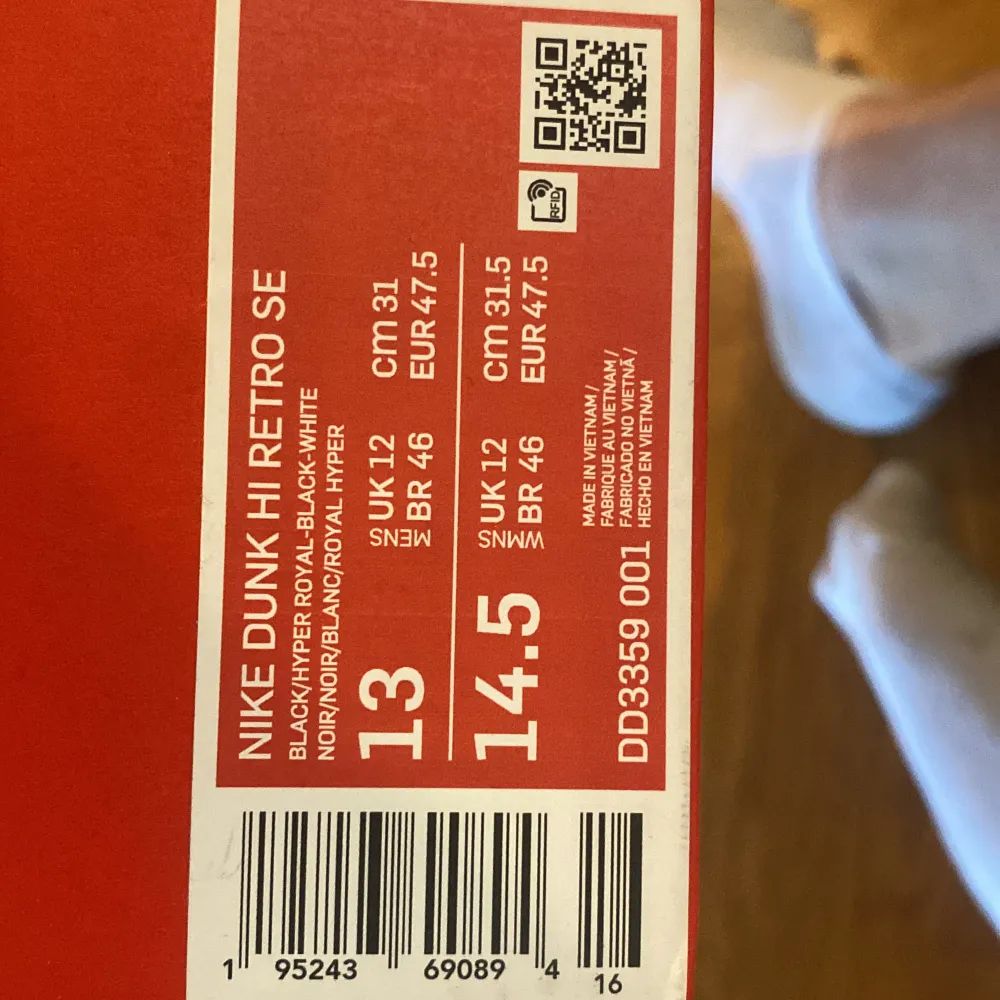 NIKE DUNK HI RETRO SE
BLACK/HYPER ROYAL-BLACK-WHITE
NOIR/NOIR/BLANC/ROYAL HYPER
13
MENS
UK 12
BR 46
cm 31
EUR 47.5
14.5
WMNS
UK 12
BR 46
cm 31.5
EUR 47.5
DD3359 001
MADE IN VIETNAM /
FABRIQUE AU VIETNAM /
FABRICADO NO VIETNÃ /
HECHO EN VIETNAM
RFID
1 95243 69089 4
16